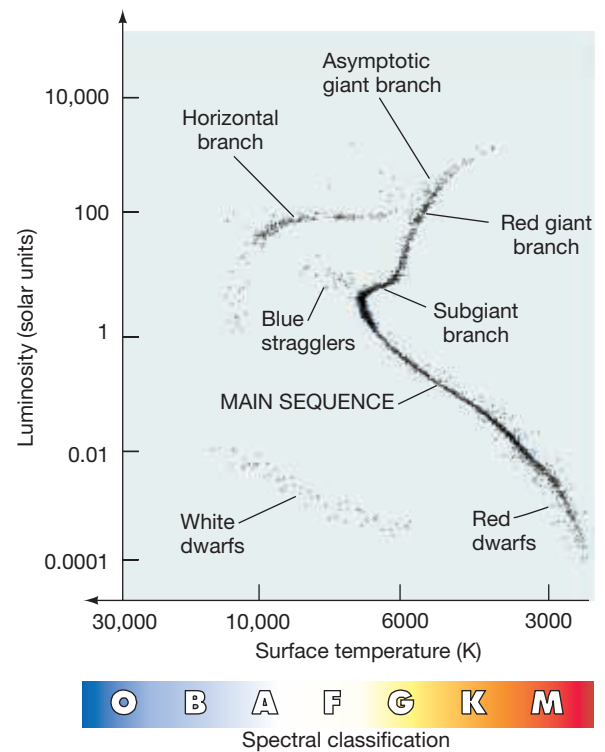 Asymptotic
giant branch
10,000
Horizontal
branch
100
Red giant
branch
Luminosity (solar units)
Subgiant
branch
Blue
stragglers
1
MAIN SEQUENCE
0.01
White
dwarfs
Red
dwarfs
0.0001
30,000 10,000 6000 3000
Surface temperature (K)
O B A F G K M
Spectral classification